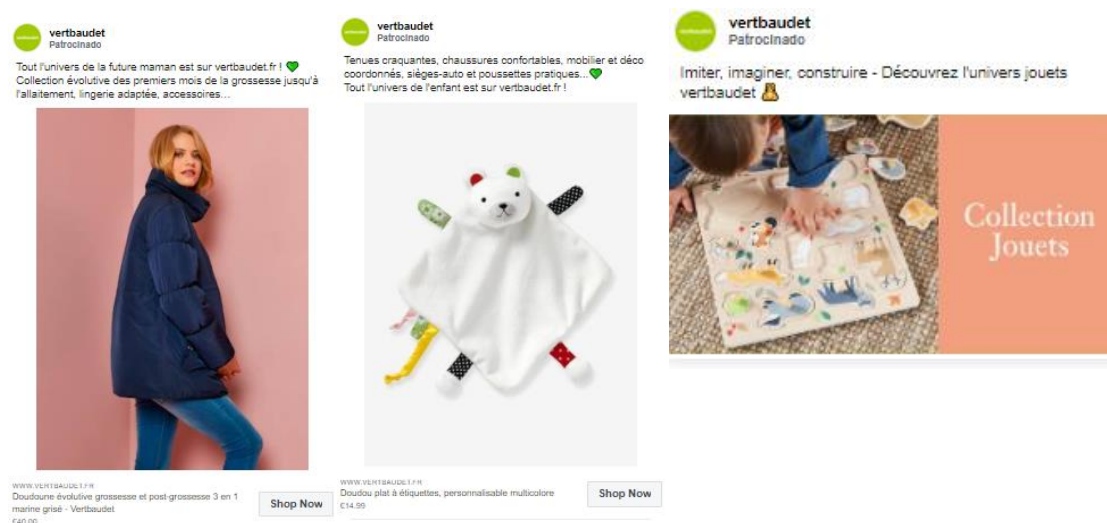 vertbaudet
Patrocinado
Tout l'univers de la future maman est sur vertbaudet.fr ! 💚
Collection évolutive des premiers mois de la grossesse jusqu'à
l'allaitement, lingerie adaptée, accessoires...
WWW.VERTBAUDET.FR
Doudoune évolutive grossesse et post-grossesse 3 en 1
marine grisé - Vertbaudet
€40.00
Shop Now
vertbaudet
Patrocinado
Tenues craquantes, chaussures confortables, mobilier et déco
coordonnés, sièges-auto et poussettes pratiques...💚
Tout l'univers de l'enfant est sur vertbaudet.fr !
WWW.VERTBAUDET.FR
Doudou plat à étiquettes, personnalisable multicolore
€14.99
Shop Now
vertbaudet
Patrocinado
Imiter, imaginer, construire - Découvrez l'univers jouets
vertbaudet
Collection
Jouets